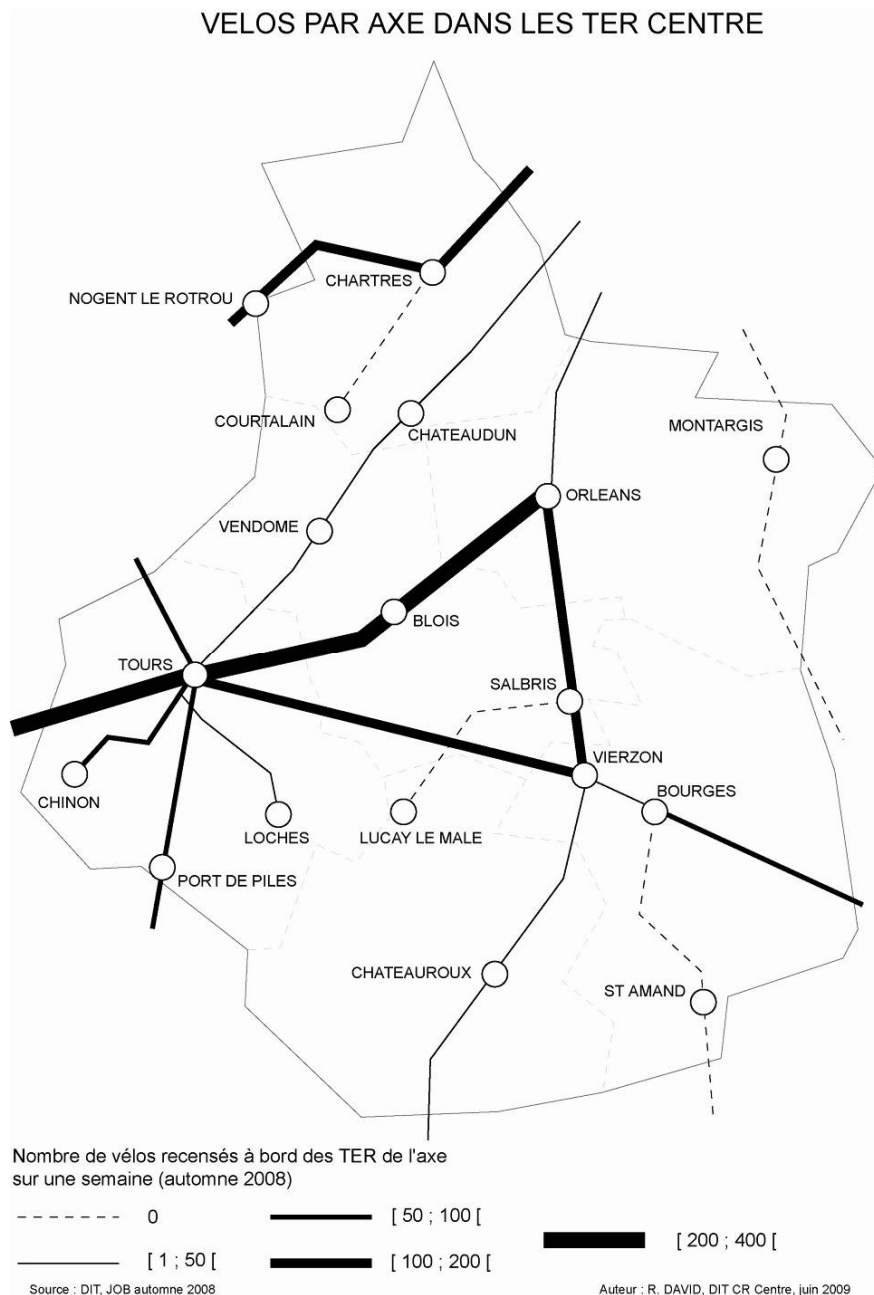 VELOS PAR AXE DANS LES TER CENTRE
CHARTRES
NOGENT LE ROTROU
COURTALAIN
CHATEAUDUN
MONTARGIS
ORLEANS
VENDOME
BLOIS
TOURS
SALBRIS
VIERZON
CHINON
BOURGES
LOCHES
LUCAY LE MALE
PORT DE PILES
CHATEAUROUX
ST AMAND
Nombre de vélos recensés à bord des TER de l'axe
sur une semaine (automne 2008)
0
[ 50 ; 100 [
[ 200 ; 400 [
[ 1 ; 50 [
[ 100 ; 200 [
Source : DIT, JOB automne 2008
Auteur : R. DAVID, DIT CR Centre, juin 2009